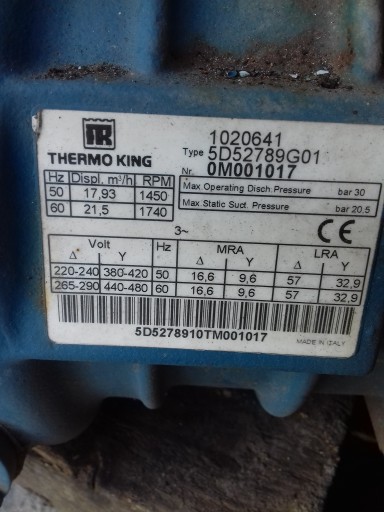 TK
THERMO KING
1020641
Type 5D52789G01
Nr. 0M001017
Hz Displ. m³/h RPM
50 17,93 1450
60 21,5 1740
Max Operating Disch.Pressure bar 30
Max Static Suct. Pressure bar 20.5
3~
CE
Volt Hz MRA LRA
Δ Y Δ Y Δ Y
220-240 380-420 50 16,6 9,6 57 32,9
265-290 440-480 60 16,6 9,6 57 32,9
5D5278910TM001017
MADE IN ITALY